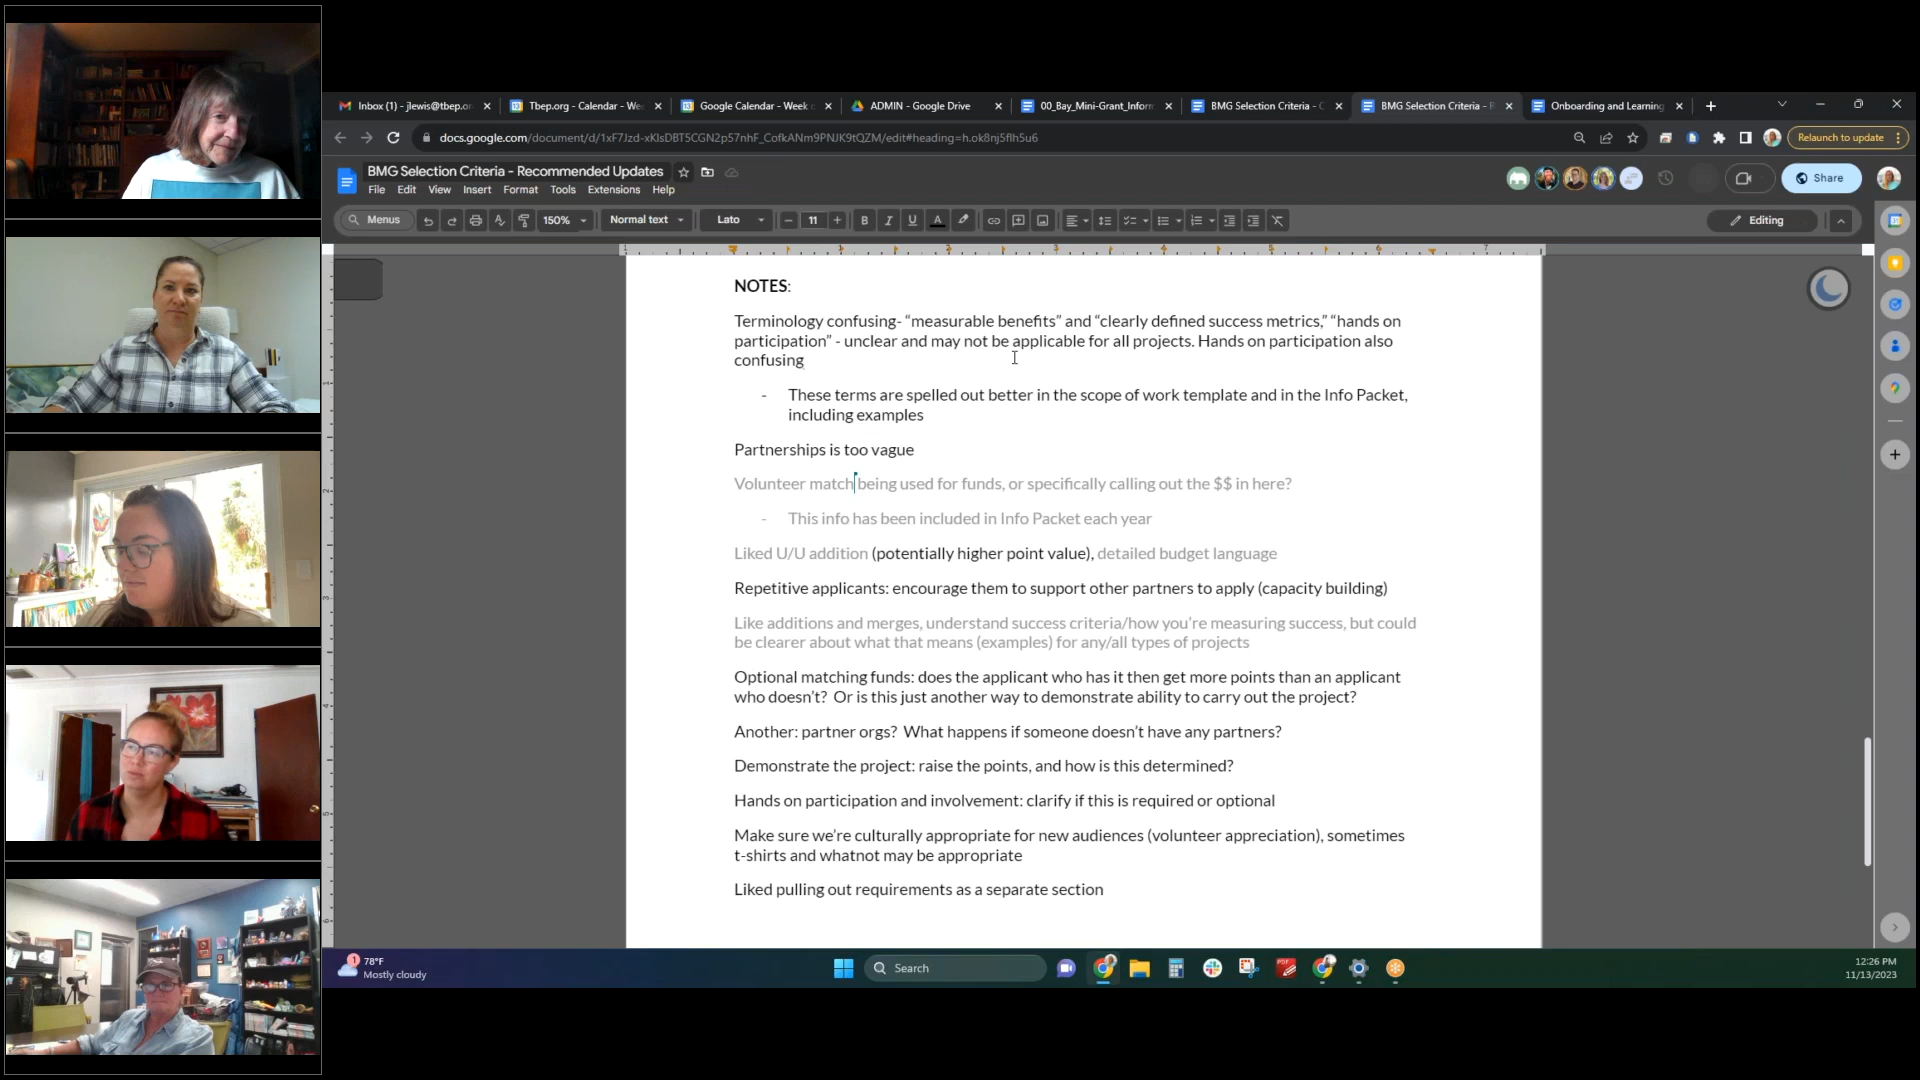 Inbox (1) - jlewis@tbep.or
Tbep.org - Calendar - We
Google Calendar - Week
ADMIN - Google Drive
00_Bay_Mini-Grant_Inform
BMG Selection Criteria - C
BMG Selection Criteria - R
Onboarding and Learning
docs.google.com/document/d/1xF7Jzd-xKlsDBT5CGN2p57nhF_CofkANm9PNJK9tQZM/edit#heading=h.ok8nj5flh5u6
Relaunch to update
BMG Selection Criteria - Recommended Updates
File Edit View Insert Format Tools Extensions Help
Share
Menus
150%
Normal text
Lato
11
Editing
NOTES:
Terminology confusing- “measurable benefits” and “clearly defined success metrics,” “hands on
participation” - unclear and may not be applicable for all projects. Hands on participation also
confusing
- These terms are spelled out better in the scope of work template and in the Info Packet,
including examples
Partnerships is too vague
Volunteer match being used for funds, or specifically calling out the $$ in here?
- This info has been included in Info Packet each year
Liked U/U addition (potentially higher point value), detailed budget language
Repetitive applicants: encourage them to support other partners to apply (capacity building)
Like additions and merges, understand success criteria/how you’re measuring success, but could
be clearer about what that means (examples) for any/all types of projects
Optional matching funds: does the applicant who has it then get more points than an applicant
who doesn’t? Or is this just another way to demonstrate ability to carry out the project?
Another: partner orgs? What happens if someone doesn’t have any partners?
Demonstrate the project: raise the points, and how is this determined?
Hands on participation and involvement: clarify if this is required or optional
Make sure we’re culturally appropriate for new audiences (volunteer appreciation), sometimes
t-shirts and whatnot may be appropriate
Liked pulling out requirements as a separate section
1
78°F
Mostly cloudy
Search
12:26 PM
11/13/2023